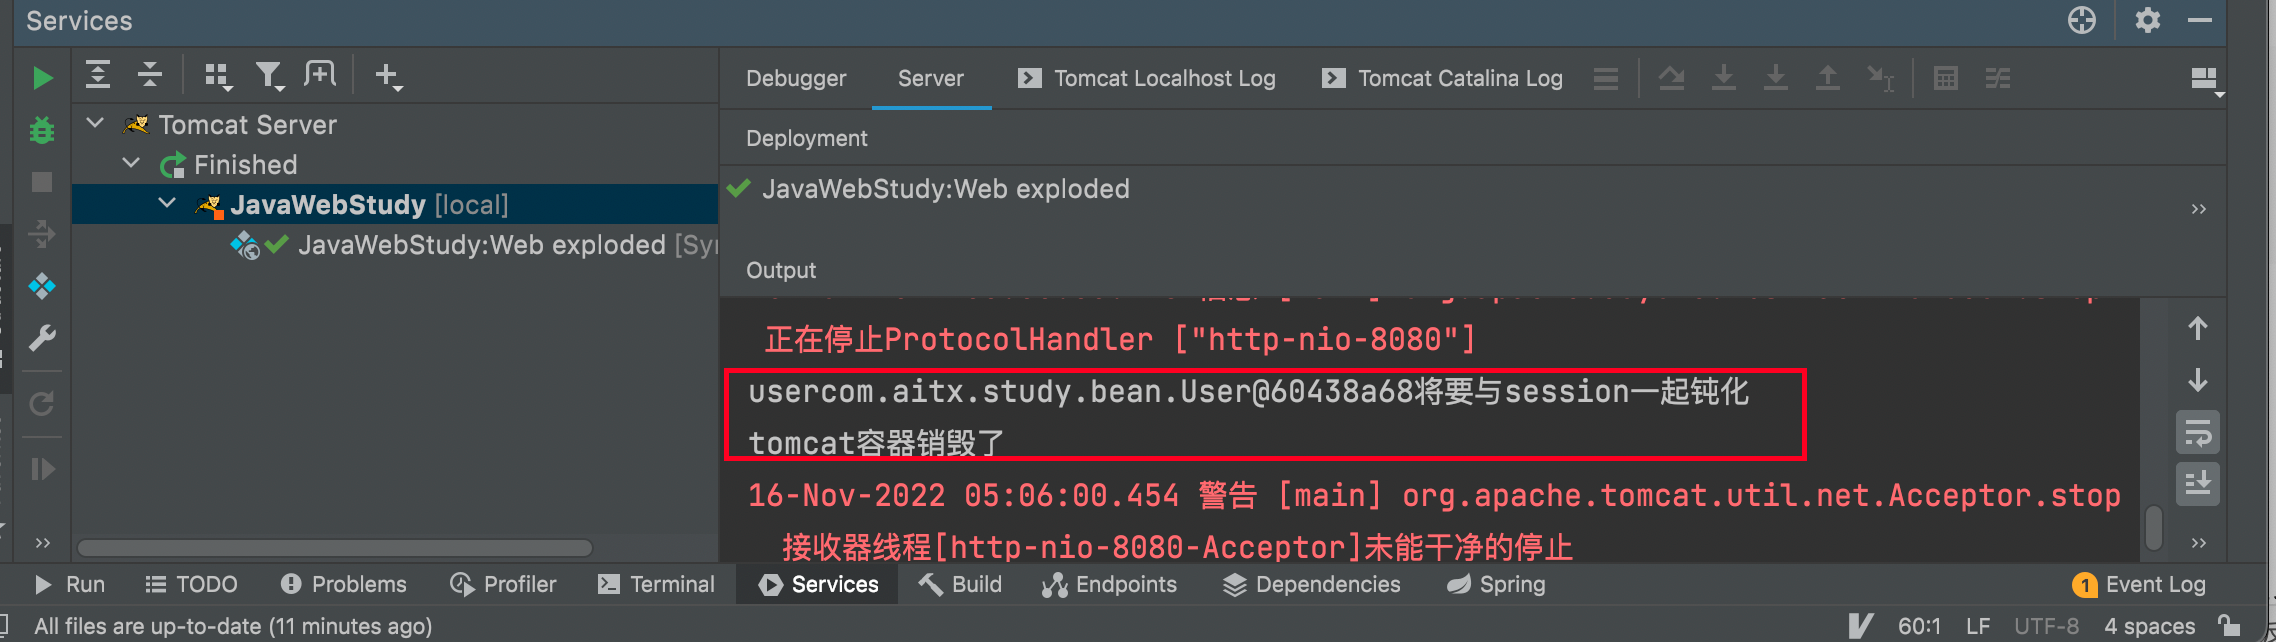 Services
Debugger Server Tomcat Localhost Log Tomcat Catalina Log
Tomcat Server
Finished
JavaWebStudy [local]
JavaWebStudy:Web exploded
Deployment
JavaWebStudy:Web exploded
Output
正在停止ProtocolHandler ["http-nio-8080"]
usercom.aitx.study.bean.User@60438a68将要与session一起钝化
tomcat容器销毁了
16-Nov-2022 05:06:00.454 警告 [main] org.apache.tomcat.util.net.Acceptor.stop
接收器线程[http-nio-8080-Acceptor]未能干净的停止
Run TODO Problems Profiler Terminal Services Build Endpoints Dependencies Spring 1 Event Log
All files are up-to-date (11 minutes ago) 60:1 LF UTF-8 4 spaces